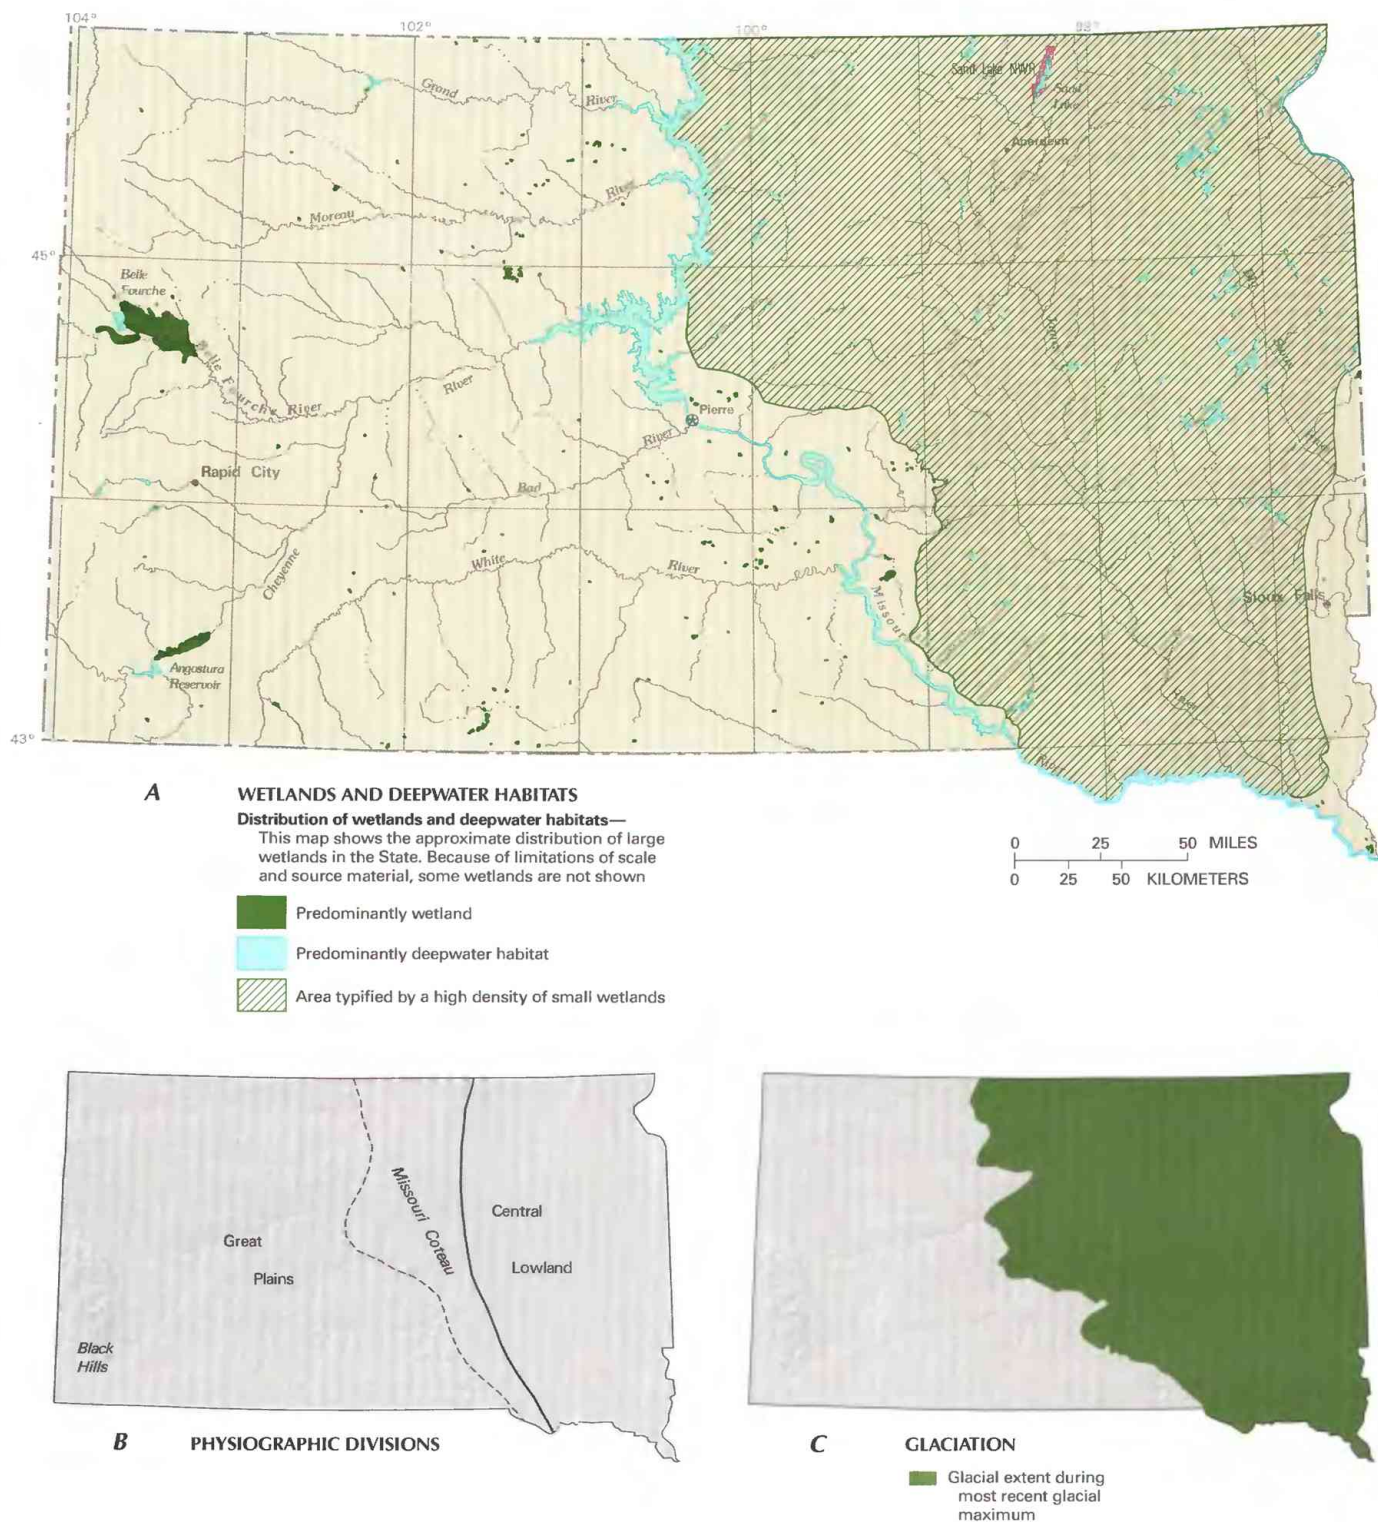 104°
102°
100°
98°
Sand Lake NWR
Sand
Lake
Grand
River
Aberdeen
Moreau
River
45°
Belle
Fourche
Big
James
Sioux
Belle Fourche River
River
Pierre
River
River
Rapid City
Bad
Cheyenne
White
River
Missouri
Sioux Falls
Angostura
Reservoir
43°
River
A
WETLANDS AND DEEPWATER HABITATS
Distribution of wetlands and deepwater habitats—
This map shows the approximate distribution of large
wetlands in the State. Because of limitations of scale
and source material, some wetlands are not shown
0 25 50 MILES
0 25 50 KILOMETERS
Predominantly wetland
Predominantly deepwater habitat
Area typified by a high density of small wetlands
Great
Plains
Black
Hills
Missouri Coteau
Central
Lowland
B
PHYSIOGRAPHIC DIVISIONS
C
GLACIATION
Glacial extent during
most recent glacial
maximum